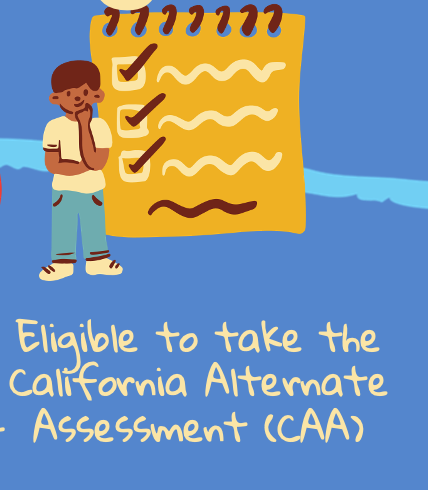 Eligible to take the
California Alternate
Assessment (CAA)